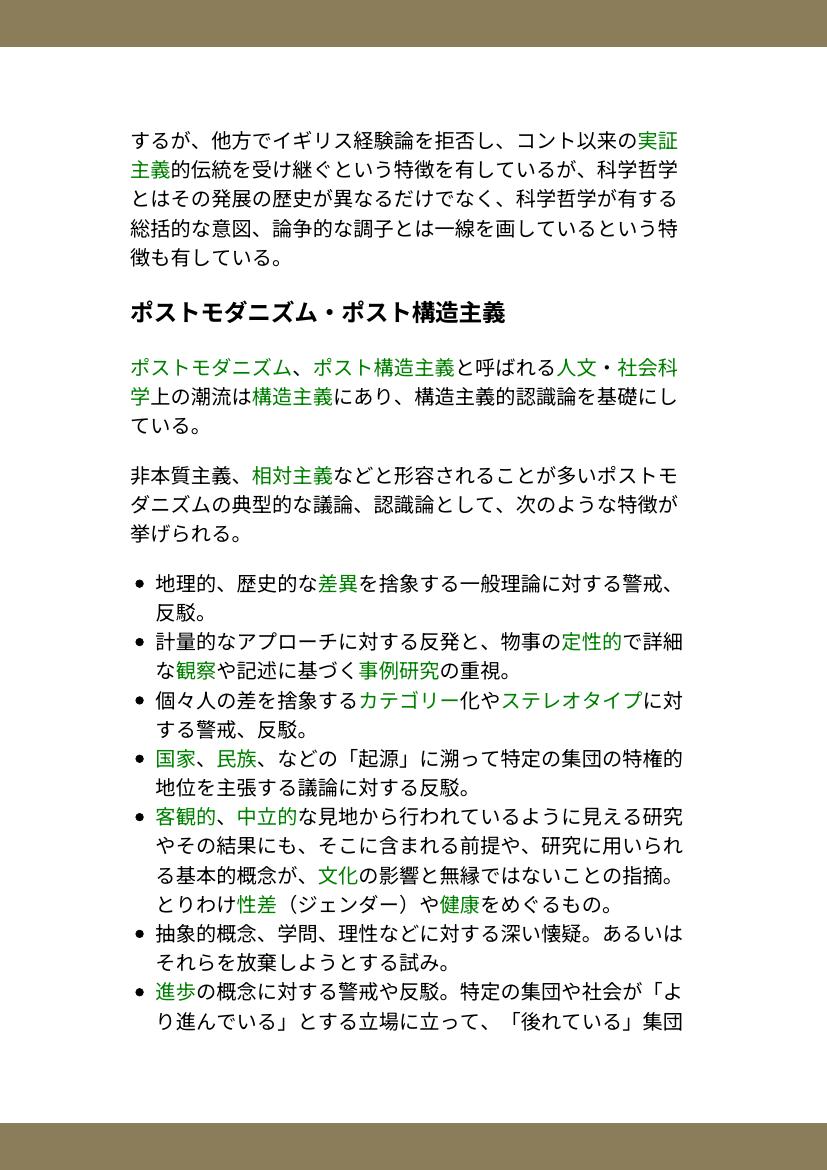 するが、他方でイギリス経験論を拒否し、コント以来の実証
主義的伝統を受け継ぐという特徴を有しているが、科学哲学
とはその発展の歴史が異なるだけでなく、科学哲学が有する
総括的な意図、論争的な調子とは一線を画しているという特
徴も有している。
ポストモダニズム・ポスト構造主義
ポストモダニズム、ポスト構造主義と呼ばれる人文・社会科
学上の潮流は構造主義にあり、構造主義的認識論を基礎にし
ている。
非本質主義、相対主義などと形容されることが多いポストモ
ダニズムの典型的な議論、認識論として、次のような特徴が
挙げられる。
• 地理的、歴史的な差異を捨象する一般理論に対する警戒、
反駁。
• 計量的なアプローチに対する反発と、物事の定性的で詳細
な観察や記述に基づく事例研究の重視。
• 個々人の差を捨象するカテゴリー化やステレオタイプに対
する警戒、反駁。
• 国家、民族、などの「起源」に溯って特定の集団の特権的
地位を主張する議論に対する反駁。
• 客観的、中立的な見地から行われているように見える研究
やその結果にも、そこに含まれる前提や、研究に用いられ
る基本的概念が、文化の影響と無縁ではないことの指摘。
とりわけ性差（ジェンダー）や健康をめぐるもの。
• 抽象的概念、学問、理性などに対する深い懐疑。あるいは
それらを放棄しようとする試み。
• 進歩の概念に対する警戒や反駁。特定の集団や社会が「よ
り進んでいる」とする立場に立って、「後れている」集団